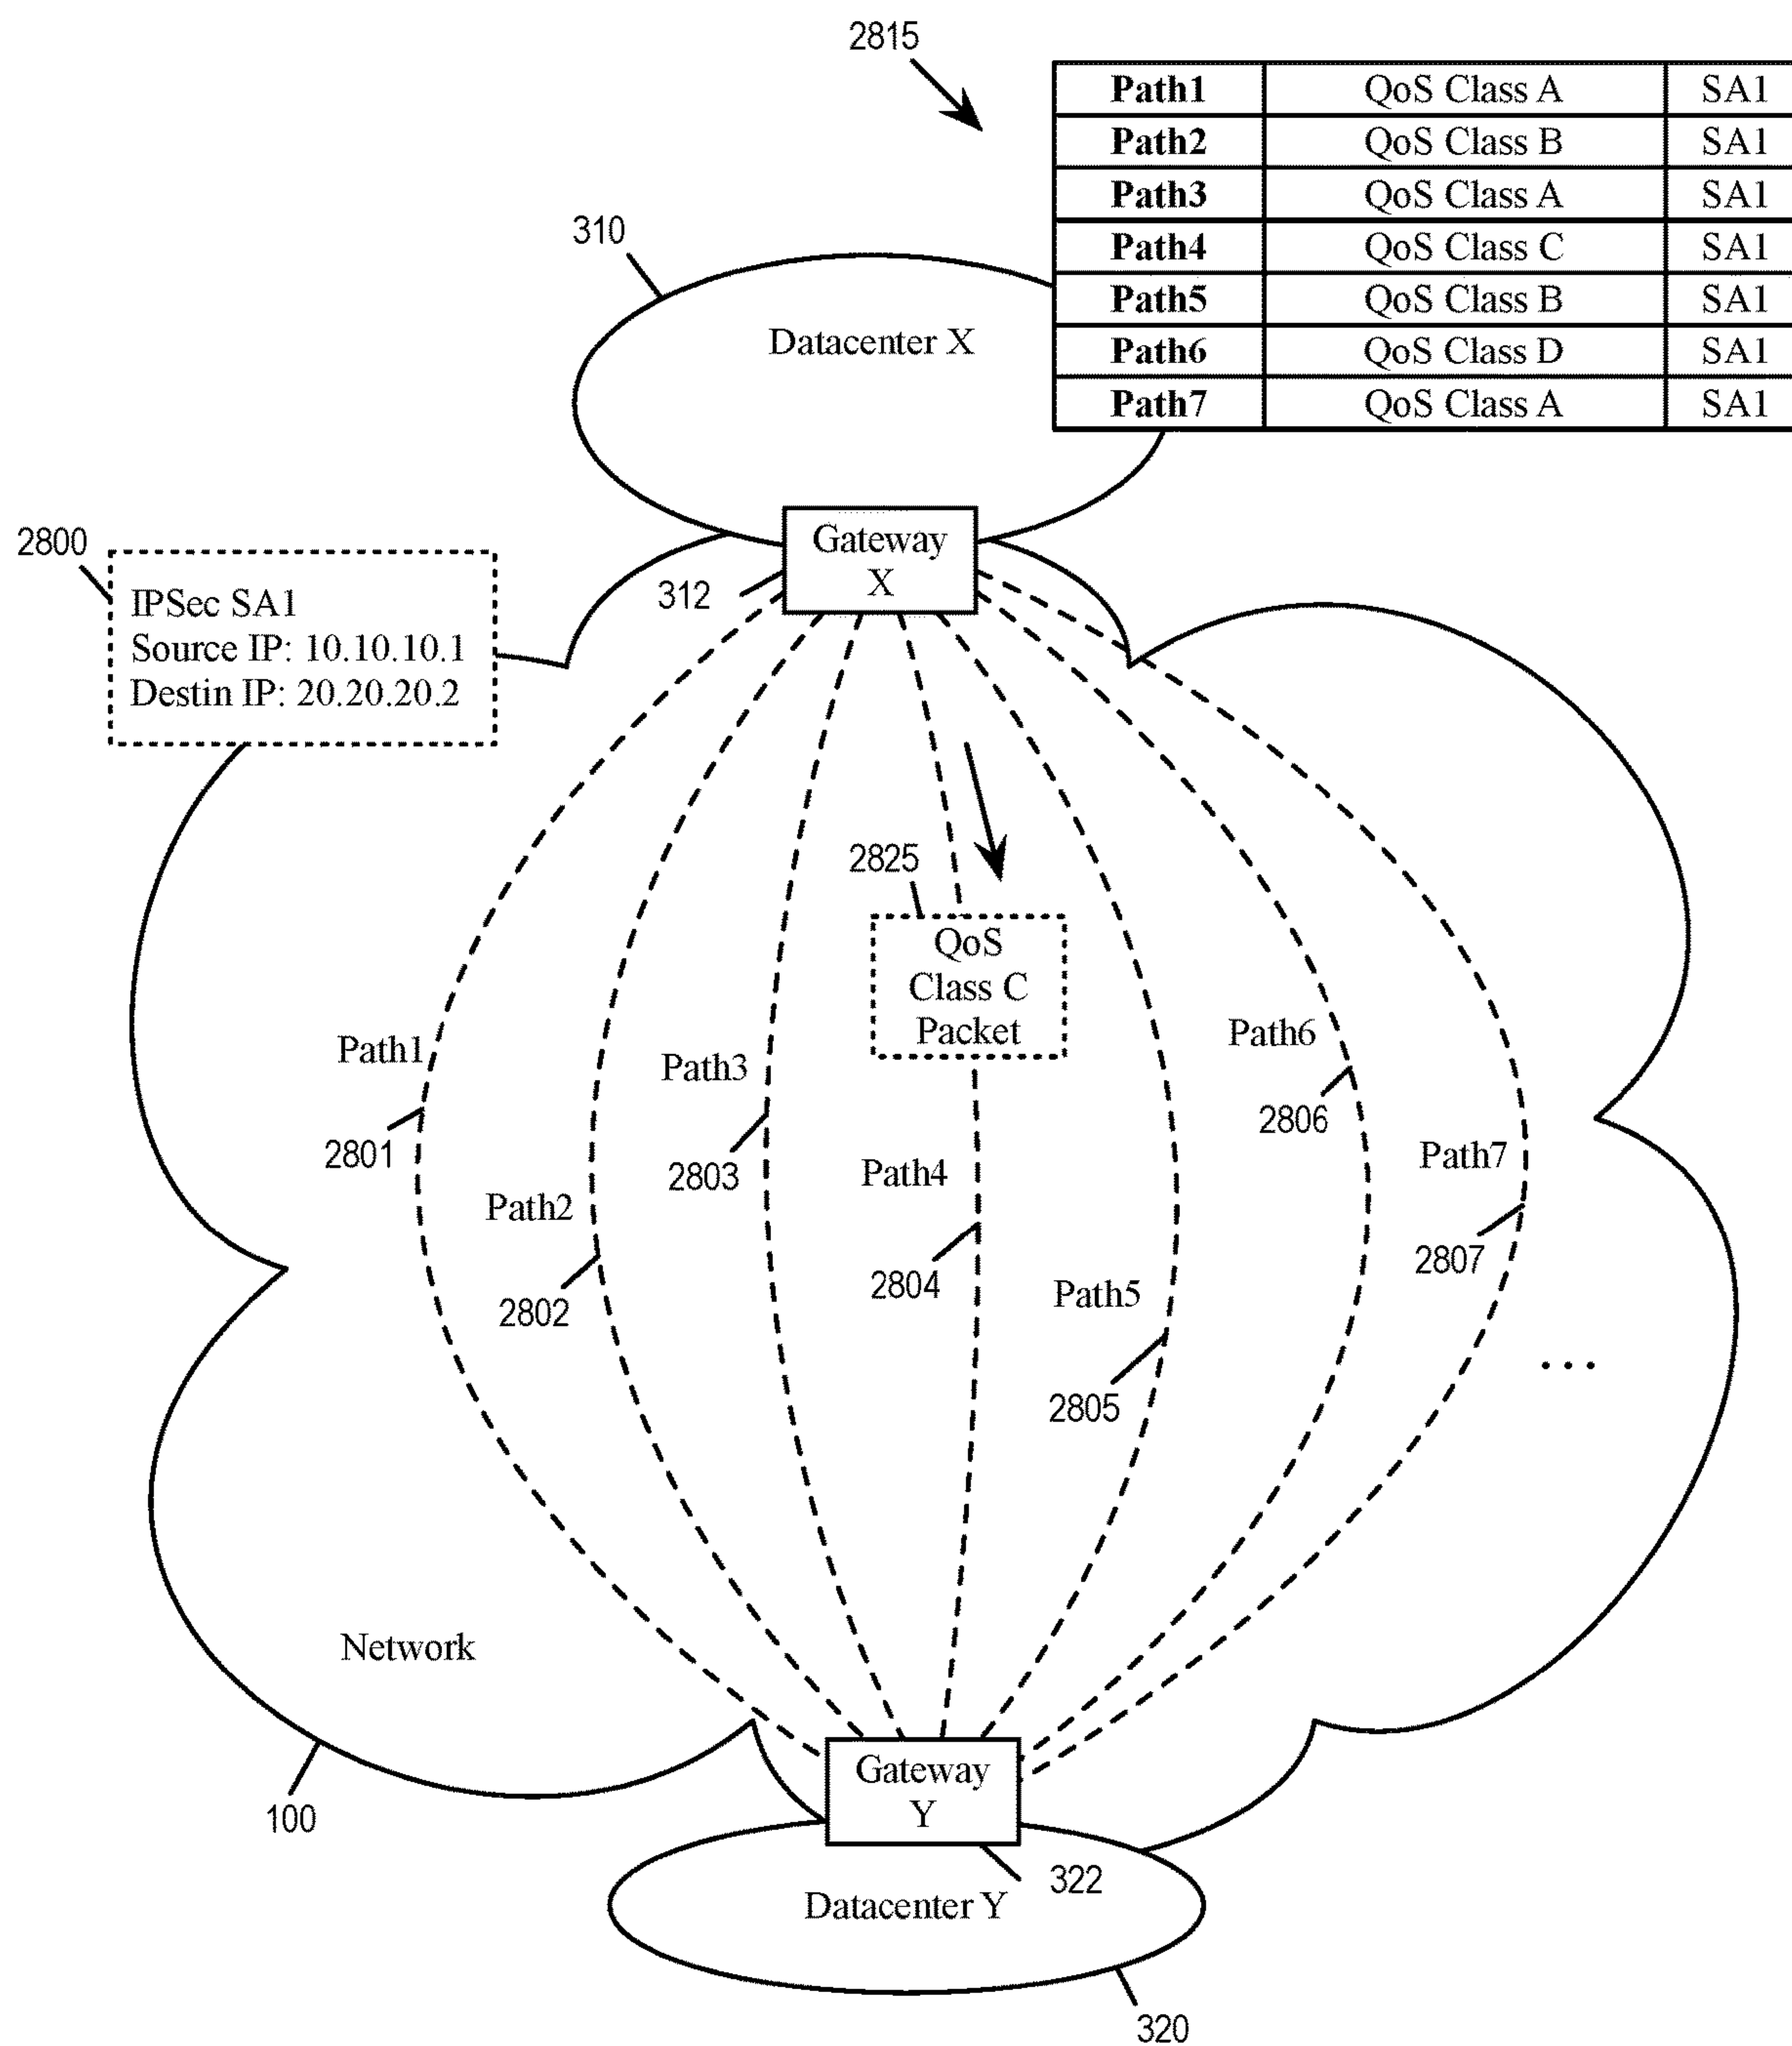 2815
Path1 QoS Class A SA1
Path2 QoS Class B SA1
Path3 QoS Class A SA1
Path4 QoS Class C SA1
Path5 QoS Class B SA1
Path6 QoS Class D SA1
Path7 QoS Class A SA1
310
Datacenter X
2800
IPSec SA1
Source IP: 10.10.10.1
Destin IP: 20.20.20.2
Gateway
X
312
2825
QoS
Class C
Packet
Path1
2801
Path2
2802
Path3
2803
Path4
2804
Path5
2805
Path6
2806
Path7
2807
...
Network
100
Gateway
Y
322
Datacenter Y
320